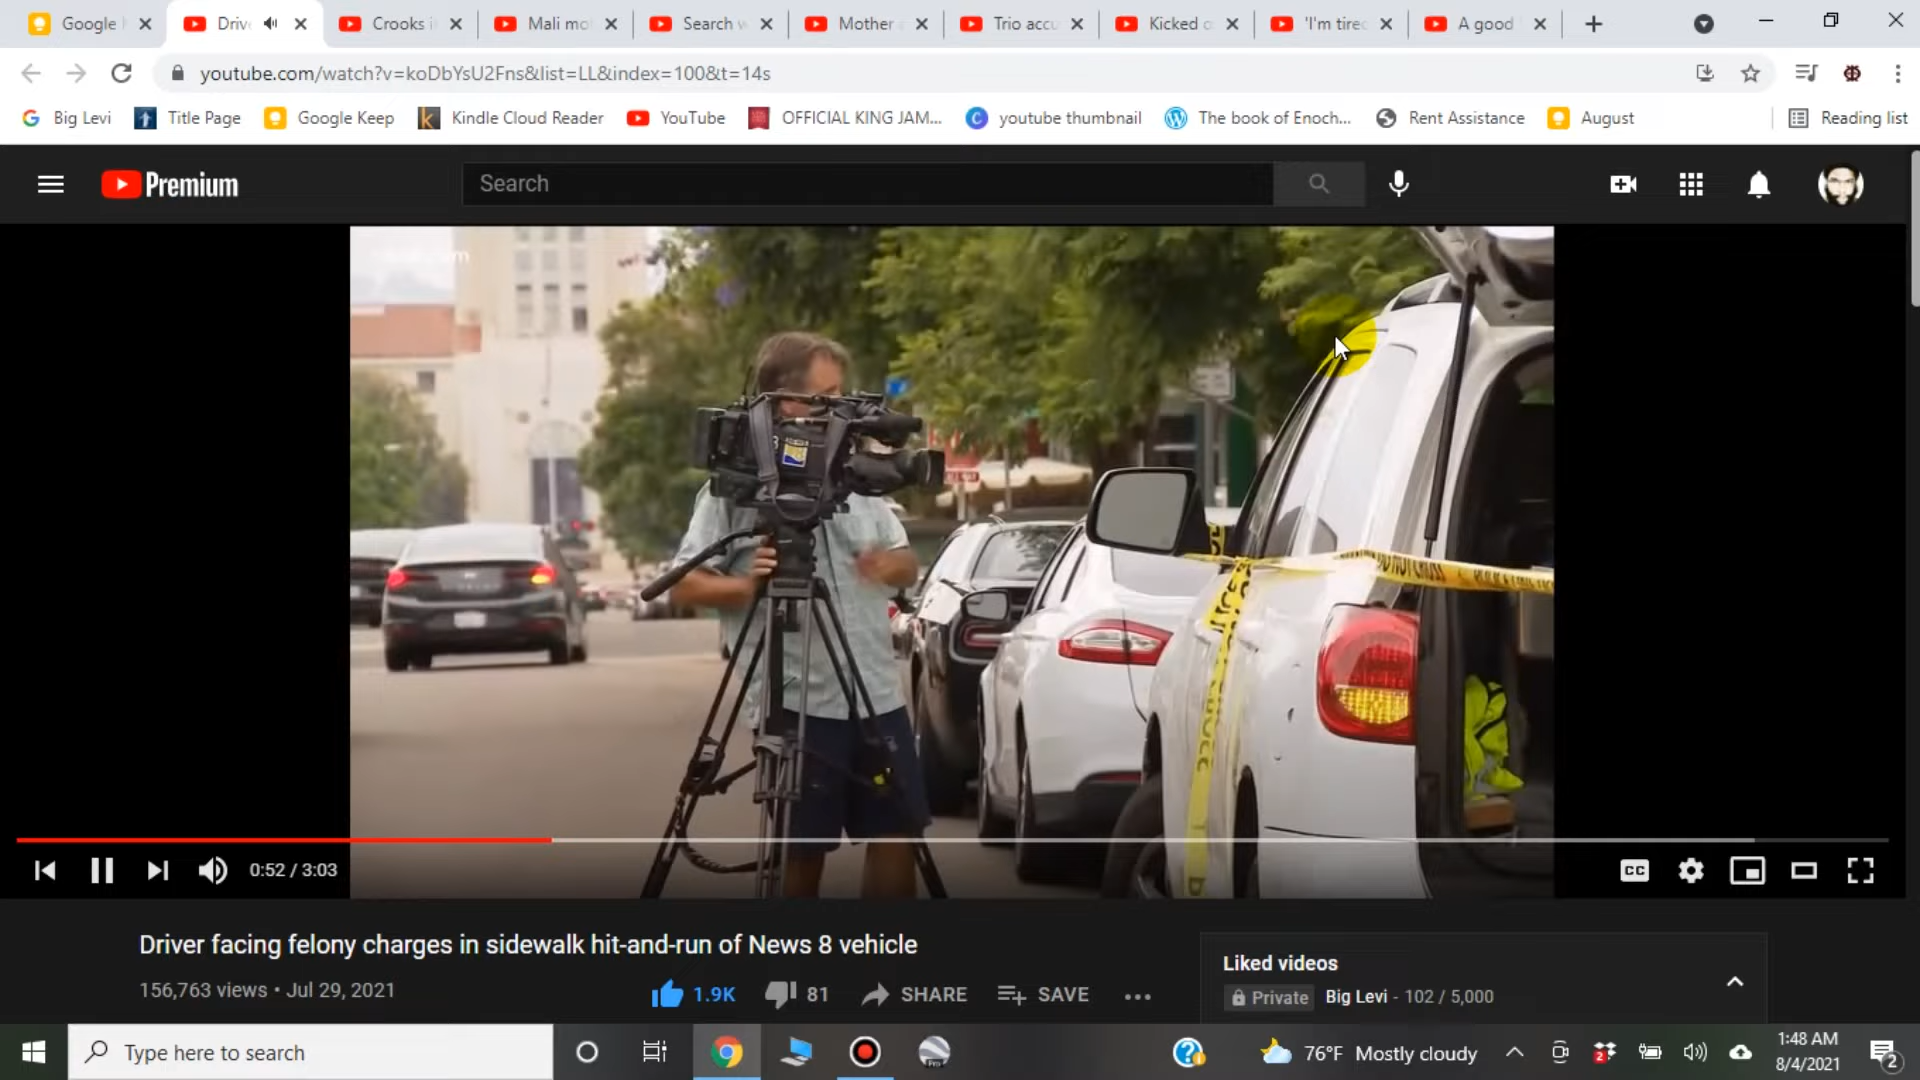 Google
Driv
Crooks i
Mali mo
Search w
Mother
Trio accu
Kicked o
'I'm tired
A good
youtube.com/watch?v=koDbYsU2Fns&list=LL&index=100&t=14s
Big Levi
Title Page
Google Keep
Kindle Cloud Reader
YouTube
OFFICIAL KING JAM...
youtube thumbnail
The book of Enoch...
Rent Assistance
August
Reading list
Premium
Search
0:52 / 3:03
CC
Driver facing felony charges in sidewalk hit-and-run of News 8 vehicle
156,763 views • Jul 29, 2021
1.9K
81
SHARE
SAVE
Liked videos
Private Big Levi - 102 / 5,000
Type here to search
76°F Mostly cloudy
1:48 AM
8/4/2021
2